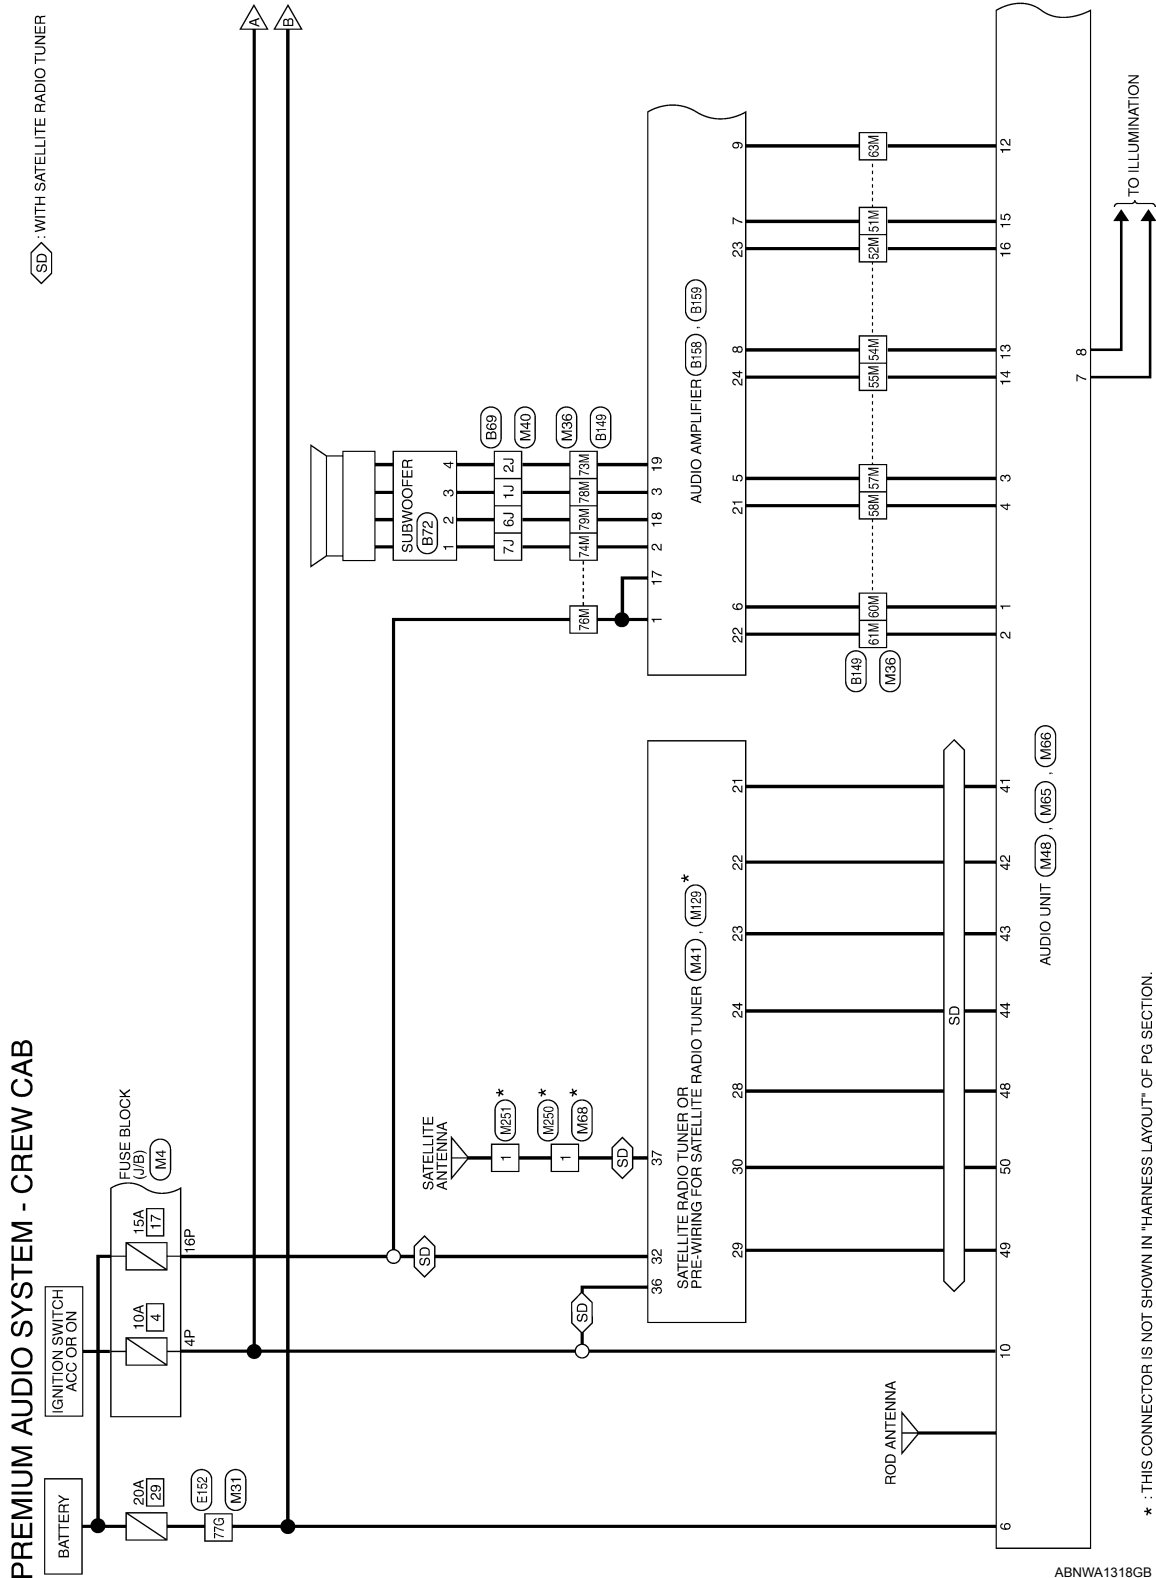 PREMIUM AUDIO SYSTEM - CREW CAB
SD : WITH SATELLITE RADIO TUNER
BATTERY
IGNITION SWITCH
ACC OR ON
FUSE BLOCK
(J/B)
M4
20A
29
10A
4
15A
17
4P
16P
E152
M31
77G
A
B
SATELLITE
ANTENNA
1
M251 *
1
M250 *
M68 *
SD
SD
SD
SUBWOOFER
B72
1 2 3 4
7J 6J 1J 2J
B69
M40
76M 74M 79M 78M 73M
M36
B149
36 32 37
SATELLITE RADIO TUNER OR
PRE-WIRING FOR SATELLITE RADIO TUNER M41 , M129 *
29 30 28 24 23 22 21
1 17 2 18 3 19
AUDIO AMPLIFIER B158 , B159
22 6 21 5 24 8 23 7 9
B149
M36
61M 60M 58M 57M 55M 54M 52M 51M 63M
ROD ANTENNA
SD
6 10 49 50 48 44 43 42 41 2 1 4 3 14 13 16 15 12
AUDIO UNIT M48 , M65 , M66
7 8
TO ILLUMINATION
* : THIS CONNECTOR IS NOT SHOWN IN "HARNESS LAYOUT" OF PG SECTION.
ABNWA1318GB